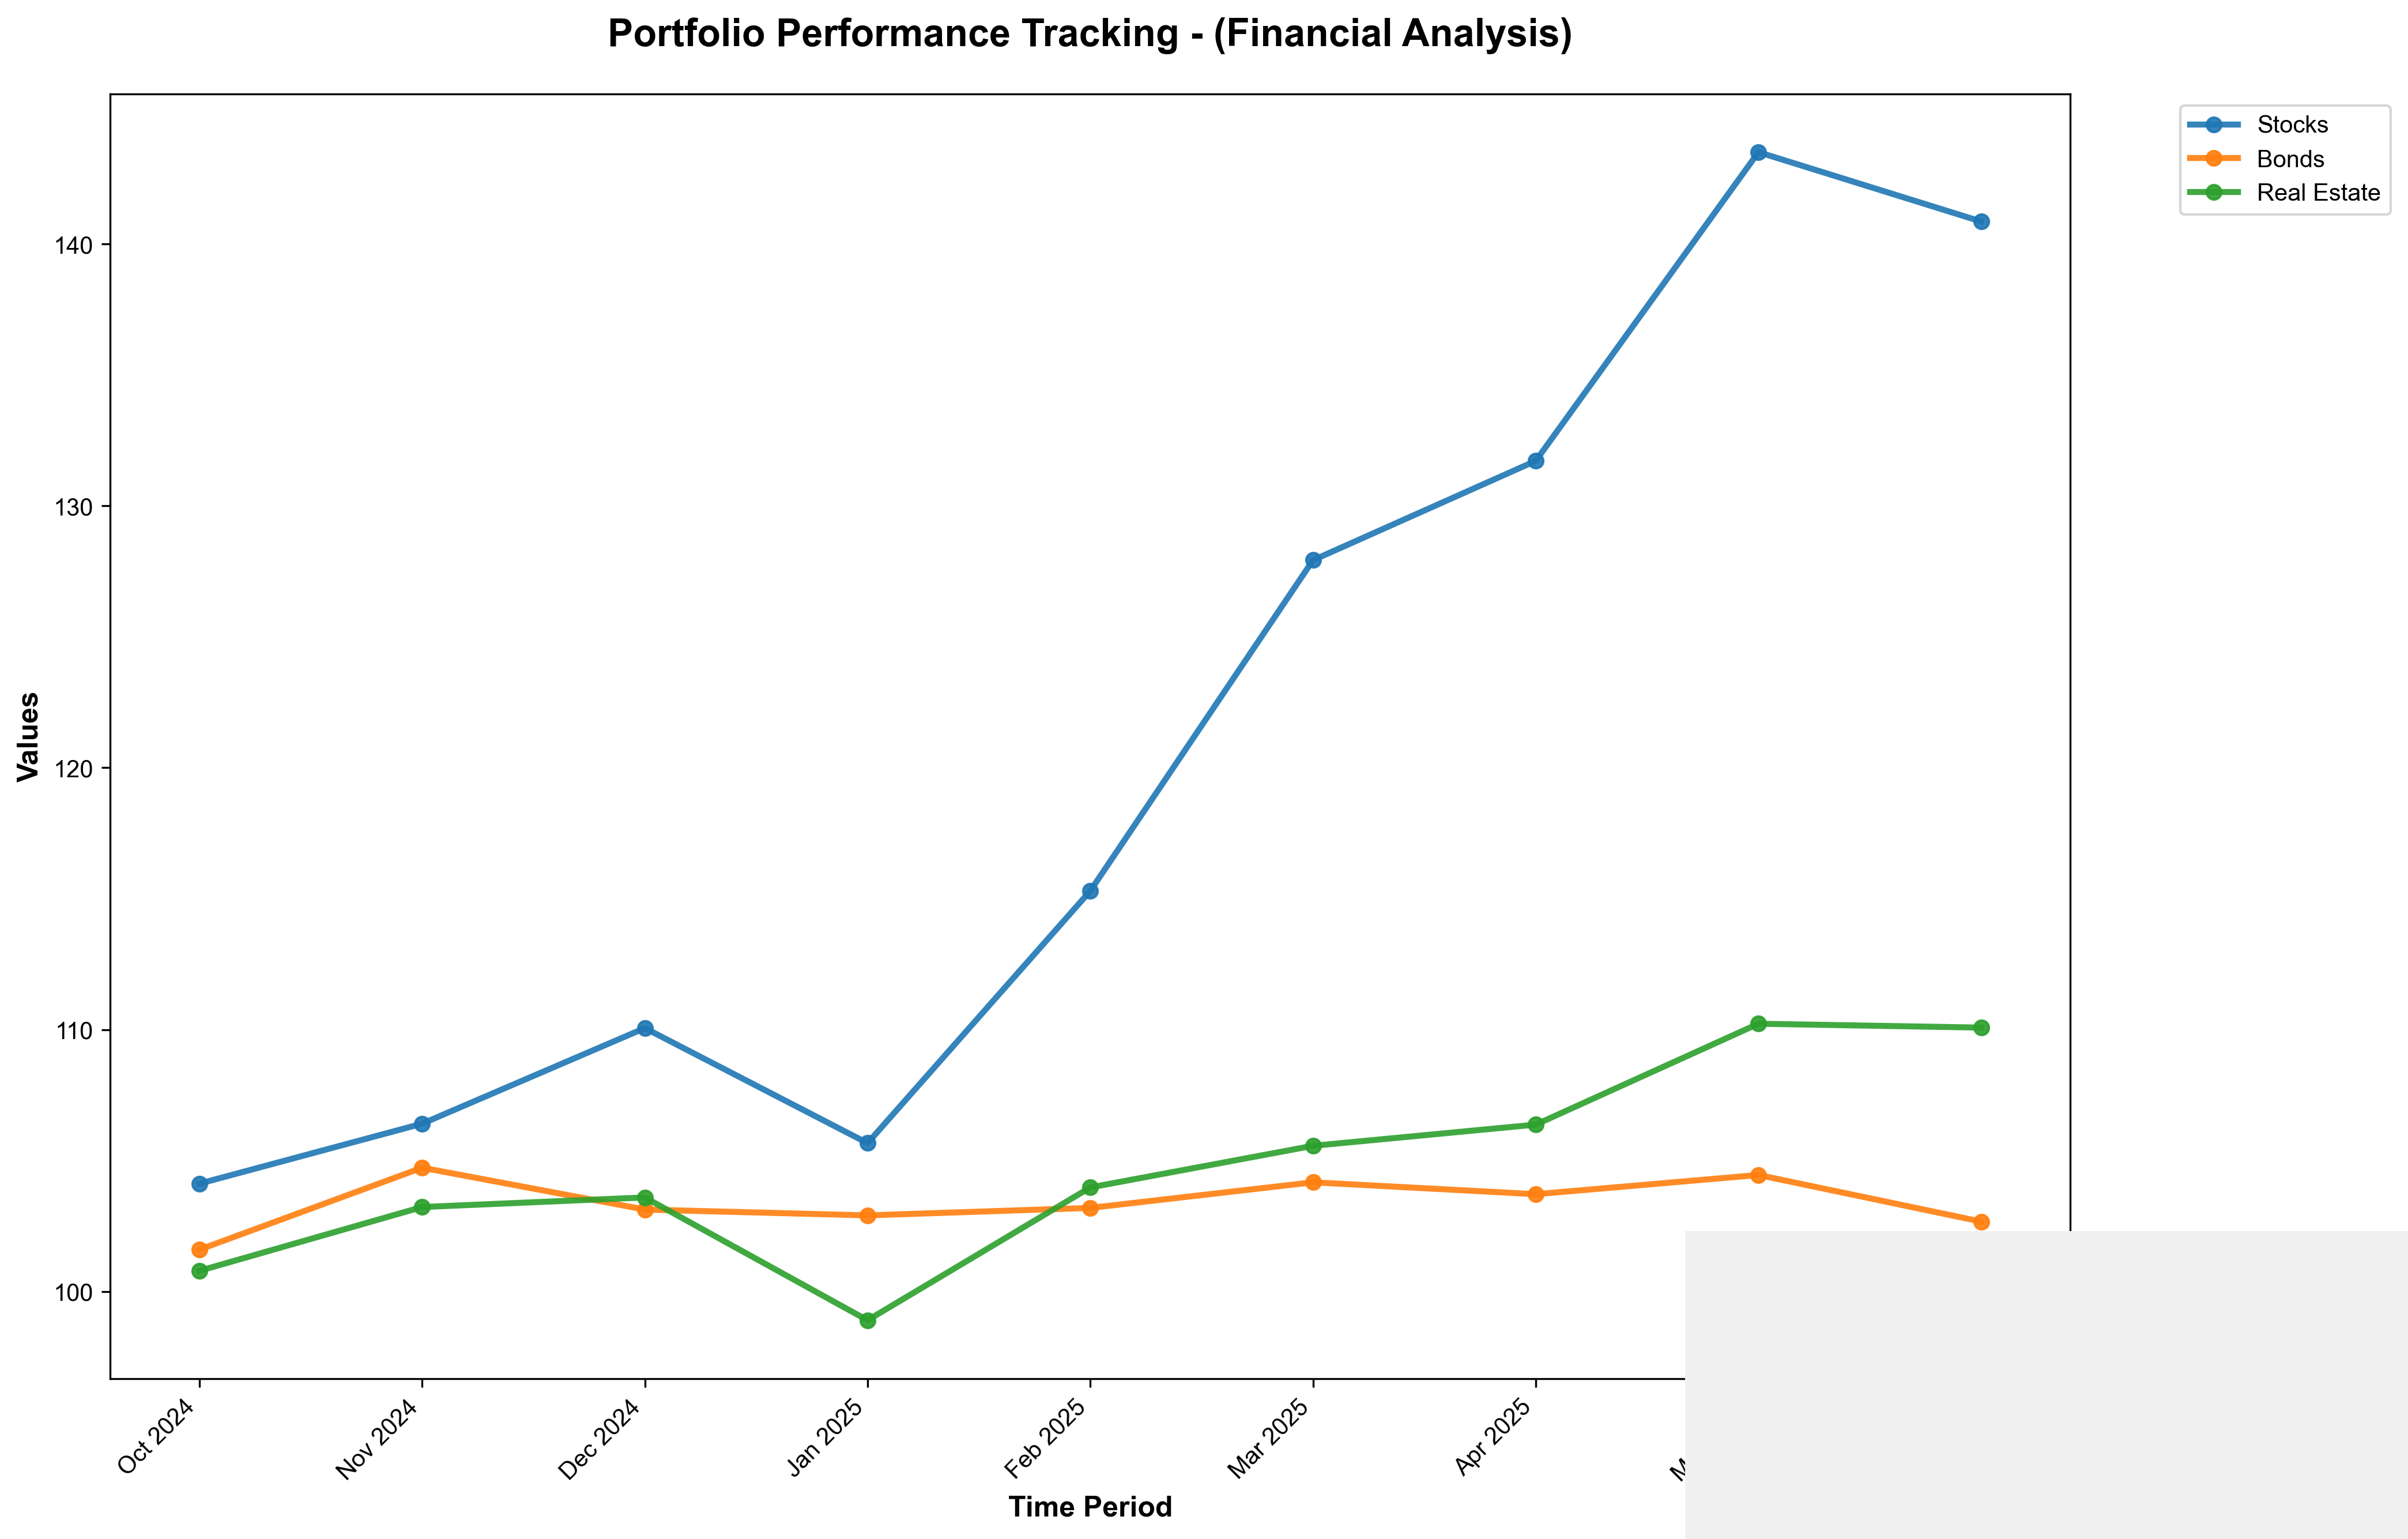 Portfolio Performance Tracking - (Financial Analysis)
Stocks
Bonds
Real Estate
Values
140
130
120
110
100
Oct 2024
Nov 2024
Dec 2024
Jan 2025
Feb 2025
Mar 2025
Apr 2025
Time Period